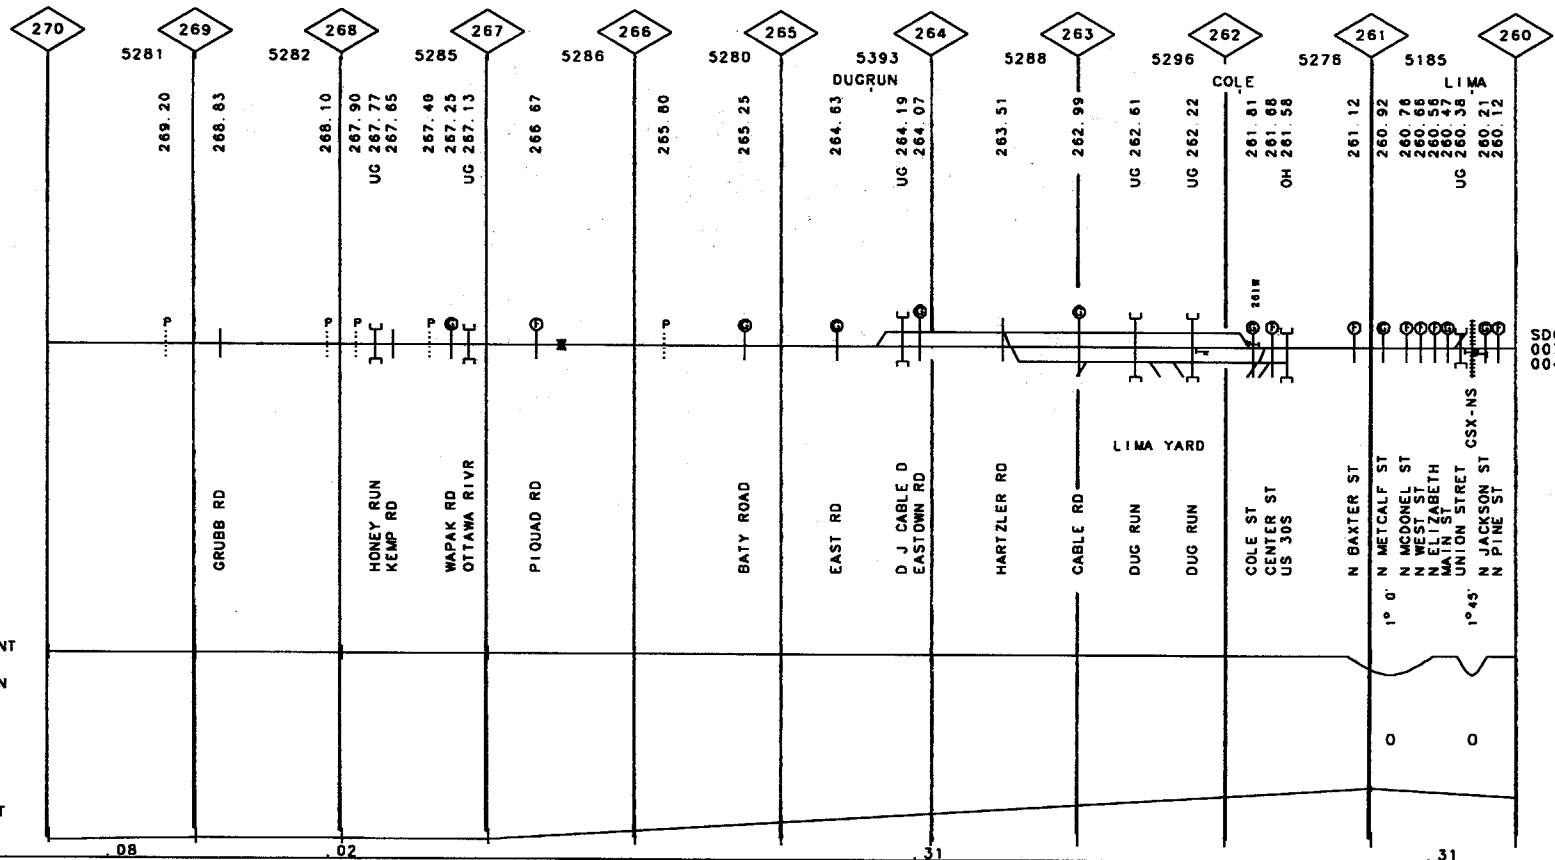 270 269 268 267 266 265 264 263 262 261 260
5281 5282 5285 5286 5280 5393 5288 5296 5276 5185
DUGRUN COLE LIMA
269.20
268.83
268.10
267.90
UG 267.77
267.65
267.40
267.25
UG 267.13
266.67
265.80
265.25
264.63
UG 264.19
264.07
263.51
262.99
UG 262.61
UG 262.22
261.81
261.68
OH 261.58
261.12
260.92
260.78
260.66
260.56
260.47
UG 260.38
260.21
260.12
P P P P F P G G G G 261W G F F G F F F G G F
LIMA YARD
CSX-NS
GRUBB RD
HONEY RUN
KEMP RD
WAPAK RD
OTTAWA RIVR
PIQUAD RD
BATY ROAD
EAST RD
D J CABLE D
EASTOWN RD
HARTZLER RD
CABLE RD
DUG RUN
DUG RUN
COLE ST
CENTER ST
US 30S
N BAXTER ST
N METCALF ST
N MCDONEL ST
N WEST ST
N ELIZABETH
MAIN ST
UNION STRET
N JACKSON ST
N PINE ST
1° 0'
1° 45'
0 0
.08 .02 .31 .31